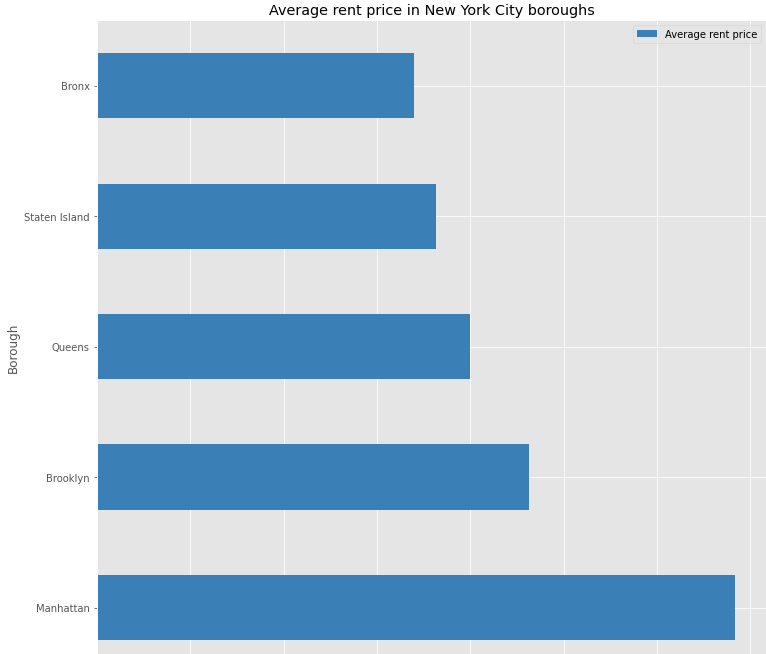 Average rent price in New York City boroughs
Average rent price
Bronx
Staten Island
Queens
Borough
Brooklyn
Manhattan